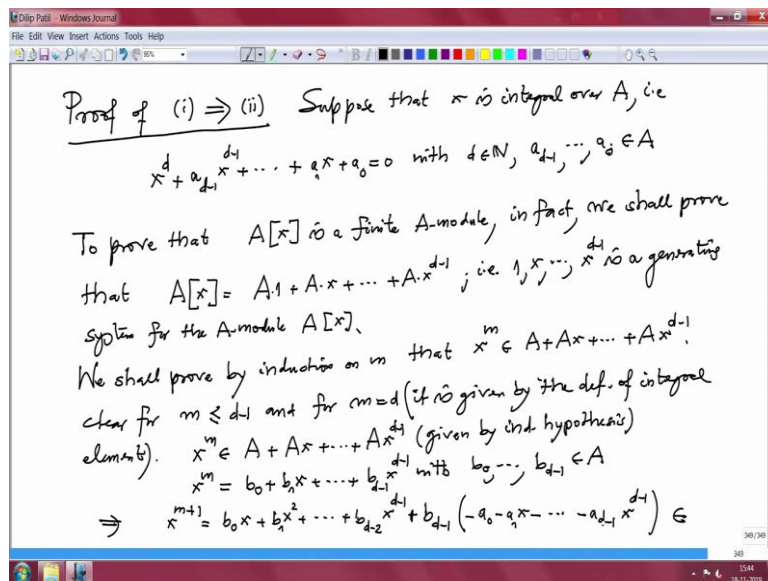 Dilip Patil - Windows Journal
File Edit View Insert Actions Tools Help
96%
Proof of (i) ⇒ (ii) Suppose that x is integral over A, i.e
x^d + a_{d-1} x^{d-1} + ... + a_1 x + a_0 = 0 with d ∈ ℕ, a_{d-1}, ..., a_0 ∈ A
To prove that A[x] is a finite A-module, in fact, we shall prove
that A[x] = A·1 + A·x + ... + A·x^{d-1}, i.e. 1, x, ..., x^{d-1} is a generating
system for the A-module A[x].
We shall prove by induction on m that x^m ∈ A + Ax + ... + Ax^{d-1}.
clear for m ≤ d-1 and for m=d (it is given by the def. of integral
element). x^m ∈ A + Ax + ... + Ax^{d-1} (given by ind. hypothesis)
x^m = b_0 + b_1 x + ... + b_{d-1} x^{d-1} with b_0, ..., b_{d-1} ∈ A
⇒ x^{m+1} = b_0 x + b_1 x^2 + ... + b_{d-2} x^{d-1} + b_{d-1} (-a_0 - a_1 x - ... - a_{d-1} x^{d-1}) ∈
349/349
349
15:44
18-11-2019